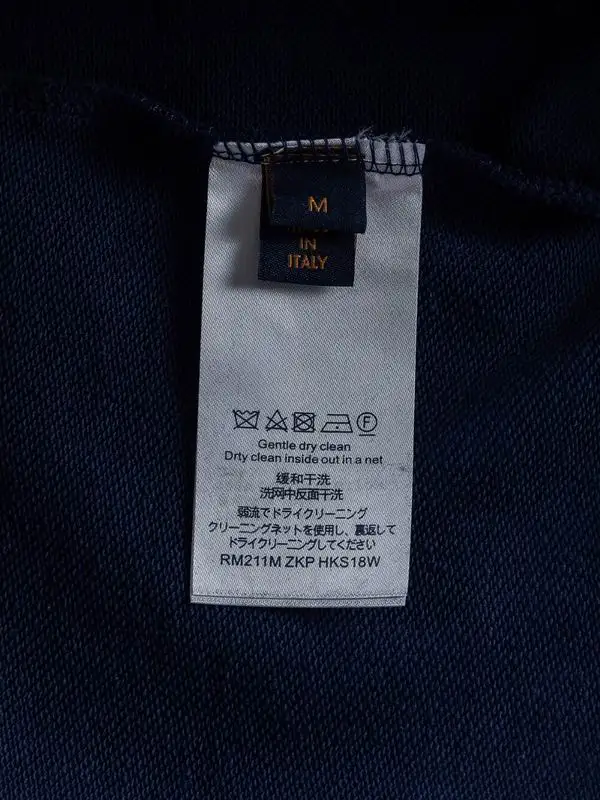 M
IN
ITALY
F
Gentle dry clean
Drty clean inside out in a net
缓和干洗
洗网中反面干洗
弱流でドライクリーニング
クリーニングネットを使用し、裏返して
ドライクリーニングしてください
RM211M ZKP HKS18W